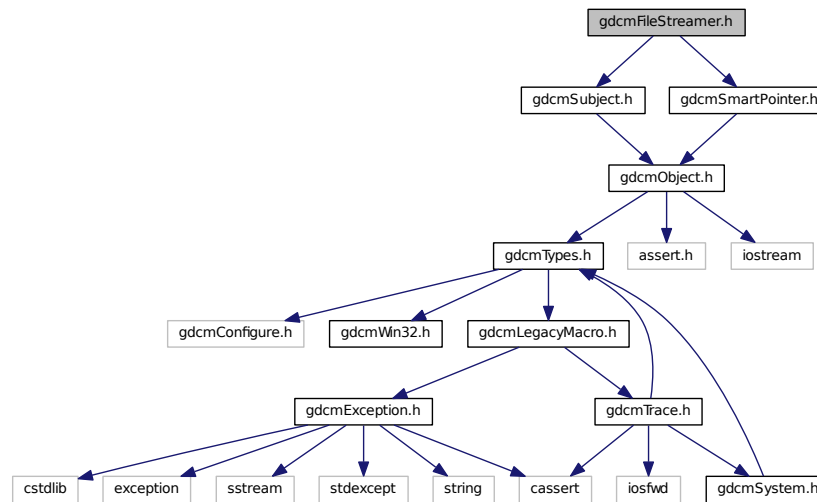 gdcmFileStreamer.h
gdcmSubject.h
gdcmSmartPointer.h
gdcmObject.h
gdcmTypes.h
assert.h
iostream
gdcmConfigure.h
gdcmWin32.h
gdcmLegacyMacro.h
gdcmException.h
gdcmTrace.h
cstdlib
exception
sstream
stdexcept
string
cassert
iosfwd
gdcmSystem.h